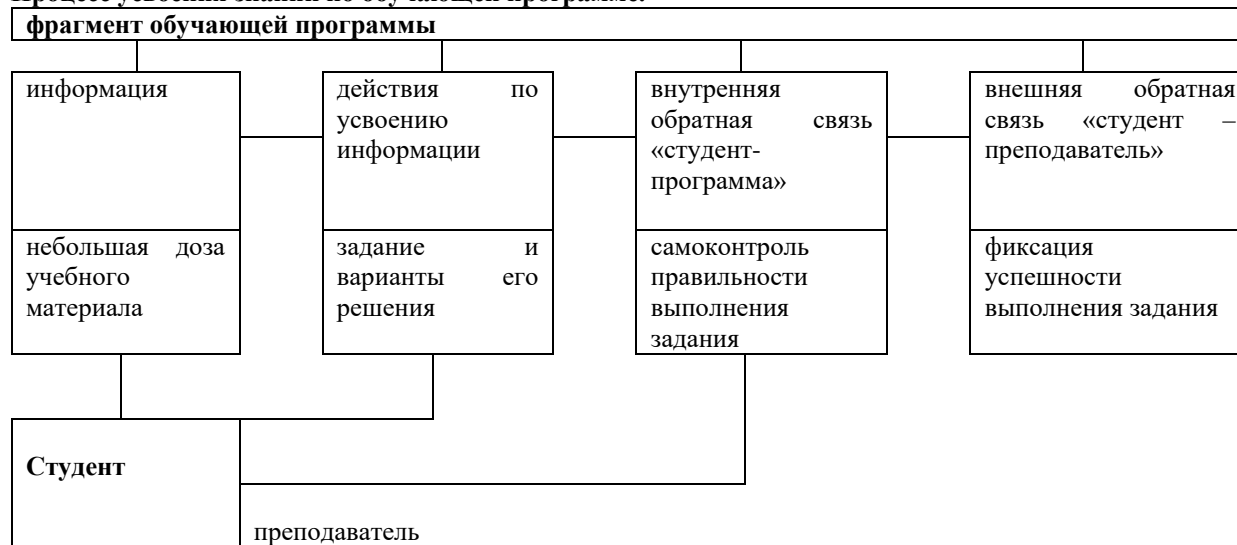 Процесс усвоения знаний по обучающей программе.
фрагмент обучающей программы
информация
действия по
усвоению
информации
внутренняя
обратная связь
«студент-
программа»
внешняя обратная
связь «студент –
преподаватель»
небольшая доза
учебного
материала
задание и
варианты его
решения
самоконтроль
правильности
выполнения
задания
фиксация
успешности
выполнения задания
Студент
преподаватель